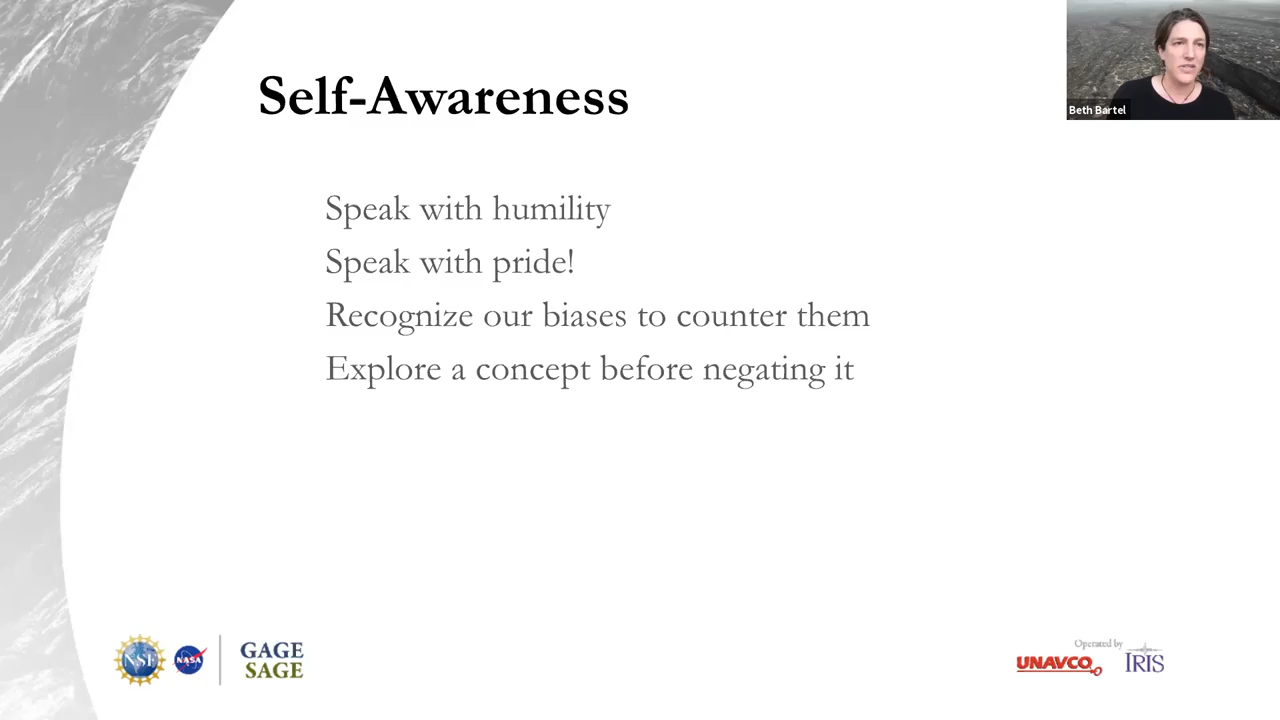 Self-Awareness
Beth Bartel
Speak with humility
Speak with pride!
Recognize our biases to counter them
Explore a concept before negating it
NSF
NASA
GAGE
SAGE
Operated by
UNAVCO
IRIS